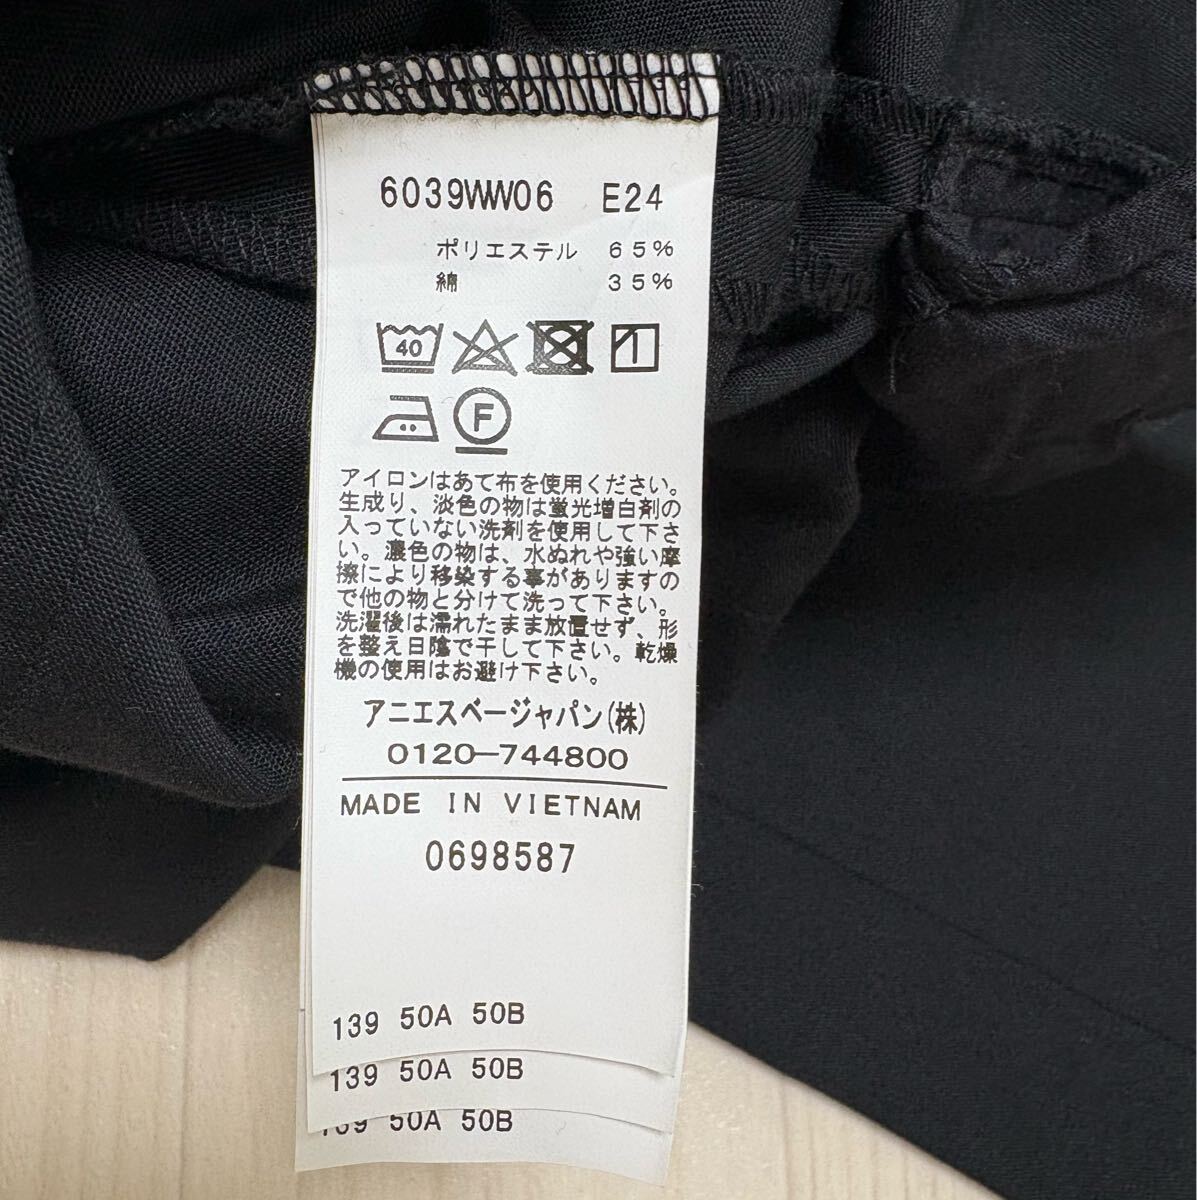 6039WW06 E24
ポリエステル 65%
綿 35%
40
F
アイロンはあて布を使用ください。
生成り、淡色の物は蛍光増白剤の
入っていない洗剤を使用して下さ
い。濃色の物は、水ぬれや強い摩
擦により移染する事がありますの
で他の物と分けて洗って下さい。
洗濯後は濡れたまま放置せず、形
を整え日陰で干して下さい。乾燥
機の使用はお避け下さい。
アニエスベージャパン(株)
0120-744800
MADE IN VIETNAM
0698587
139 50A 50B
139 50A 50B
139 50A 50B